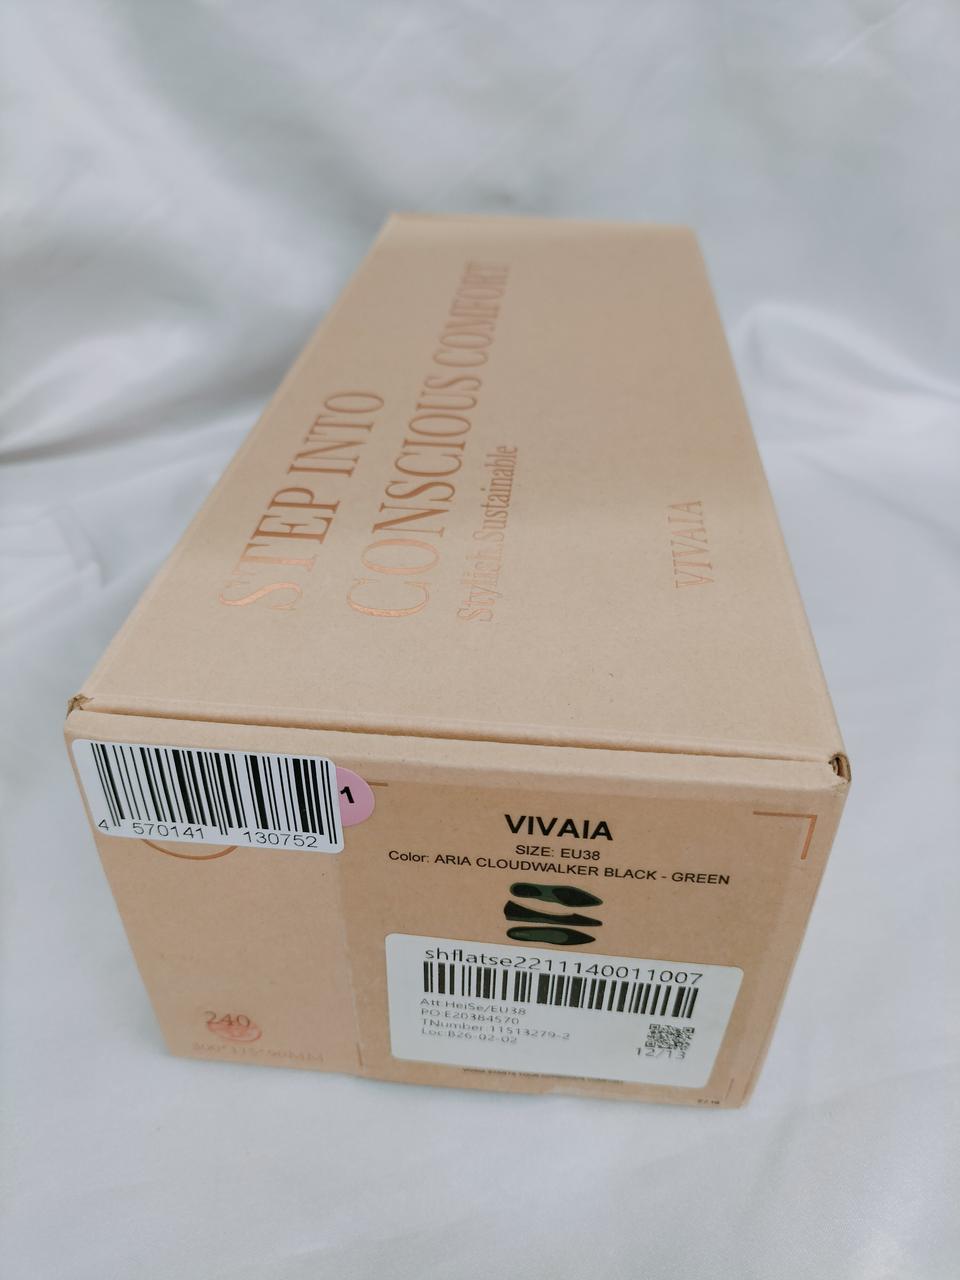 STEP INTO
CONSCIOUS COMFORT
Stylish.Sustainable
VIVAIA
4 570141 130752
1
VIVAIA
SIZE: EU38
Color: ARIA CLOUDWALKER BLACK - GREEN
shflatse2211140011007
Att:HeiSe/EU38
PO:E20384570
TNumber:11513279-2
Loc:B26-02-02
12/13
240